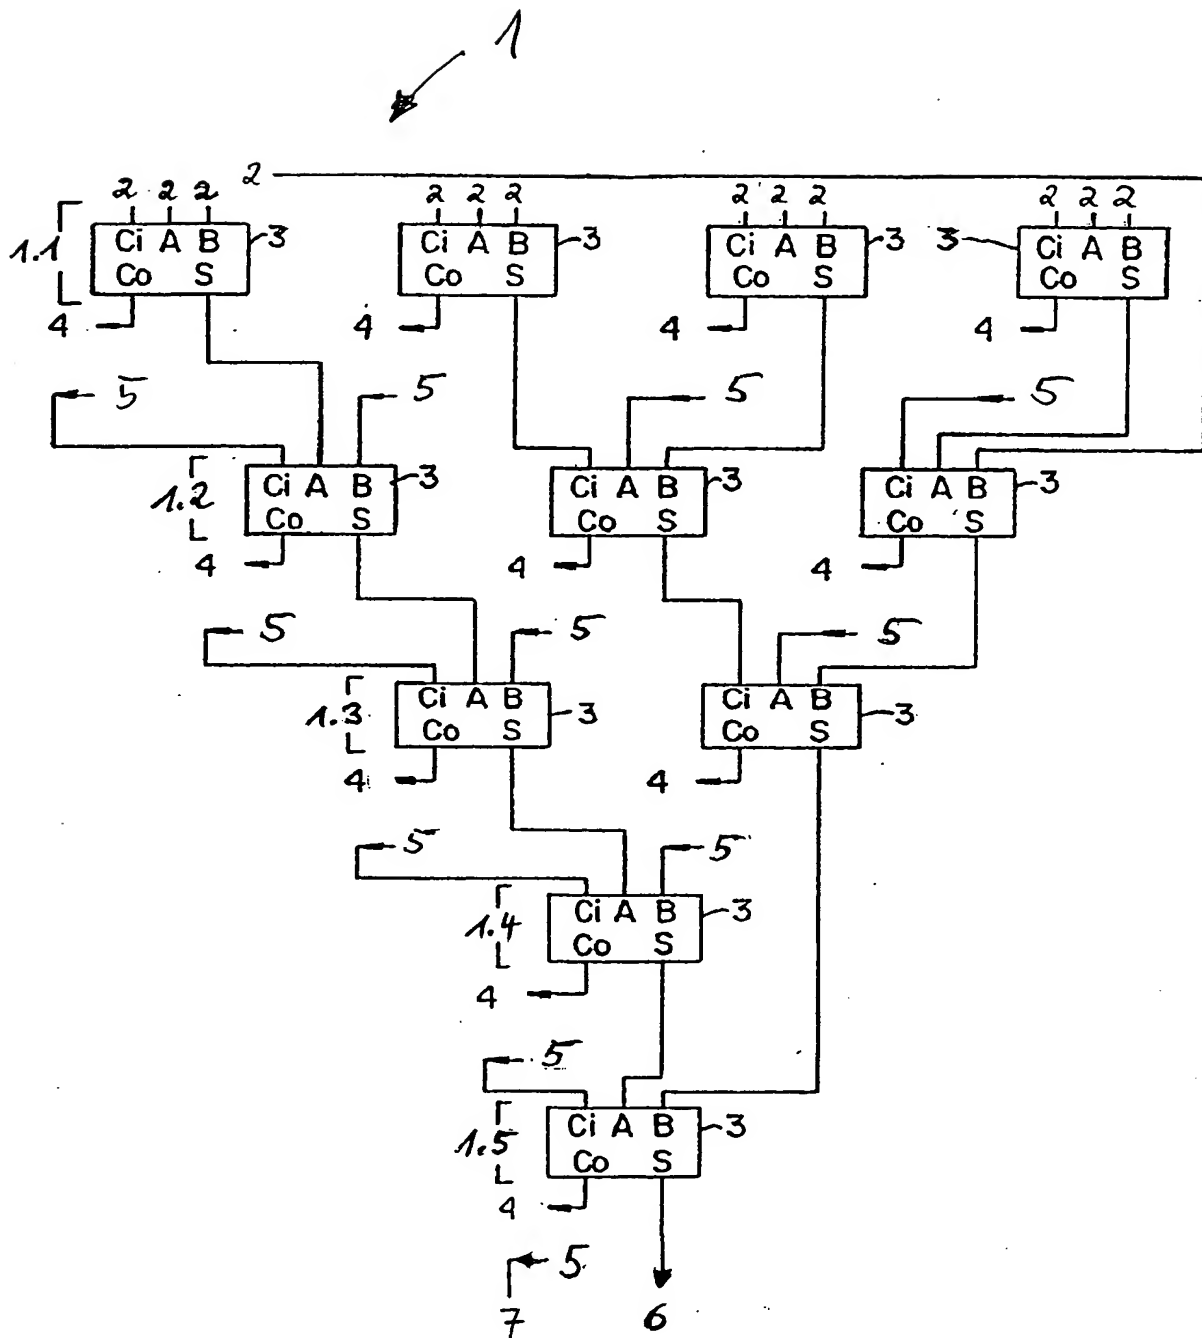 1
2
2 2 2 2 2 2 2 2 2 2 2 2
1.1 Ci A B 3 Ci A B 3 Ci A B 3 3 Ci A B
Co S Co S Co S Co S
4 4 4 4
5 5 5 5
1.2 Ci A B 3 Ci A B 3 Ci A B 3
Co S Co S Co S
4 4 4
5 5 5
1.3 Ci A B 3 Ci A B 3
Co S Co S
4 4
5 5
1.4 Ci A B 3
Co S
4
5
1.5 Ci A B 3
Co S
4
5
7 6